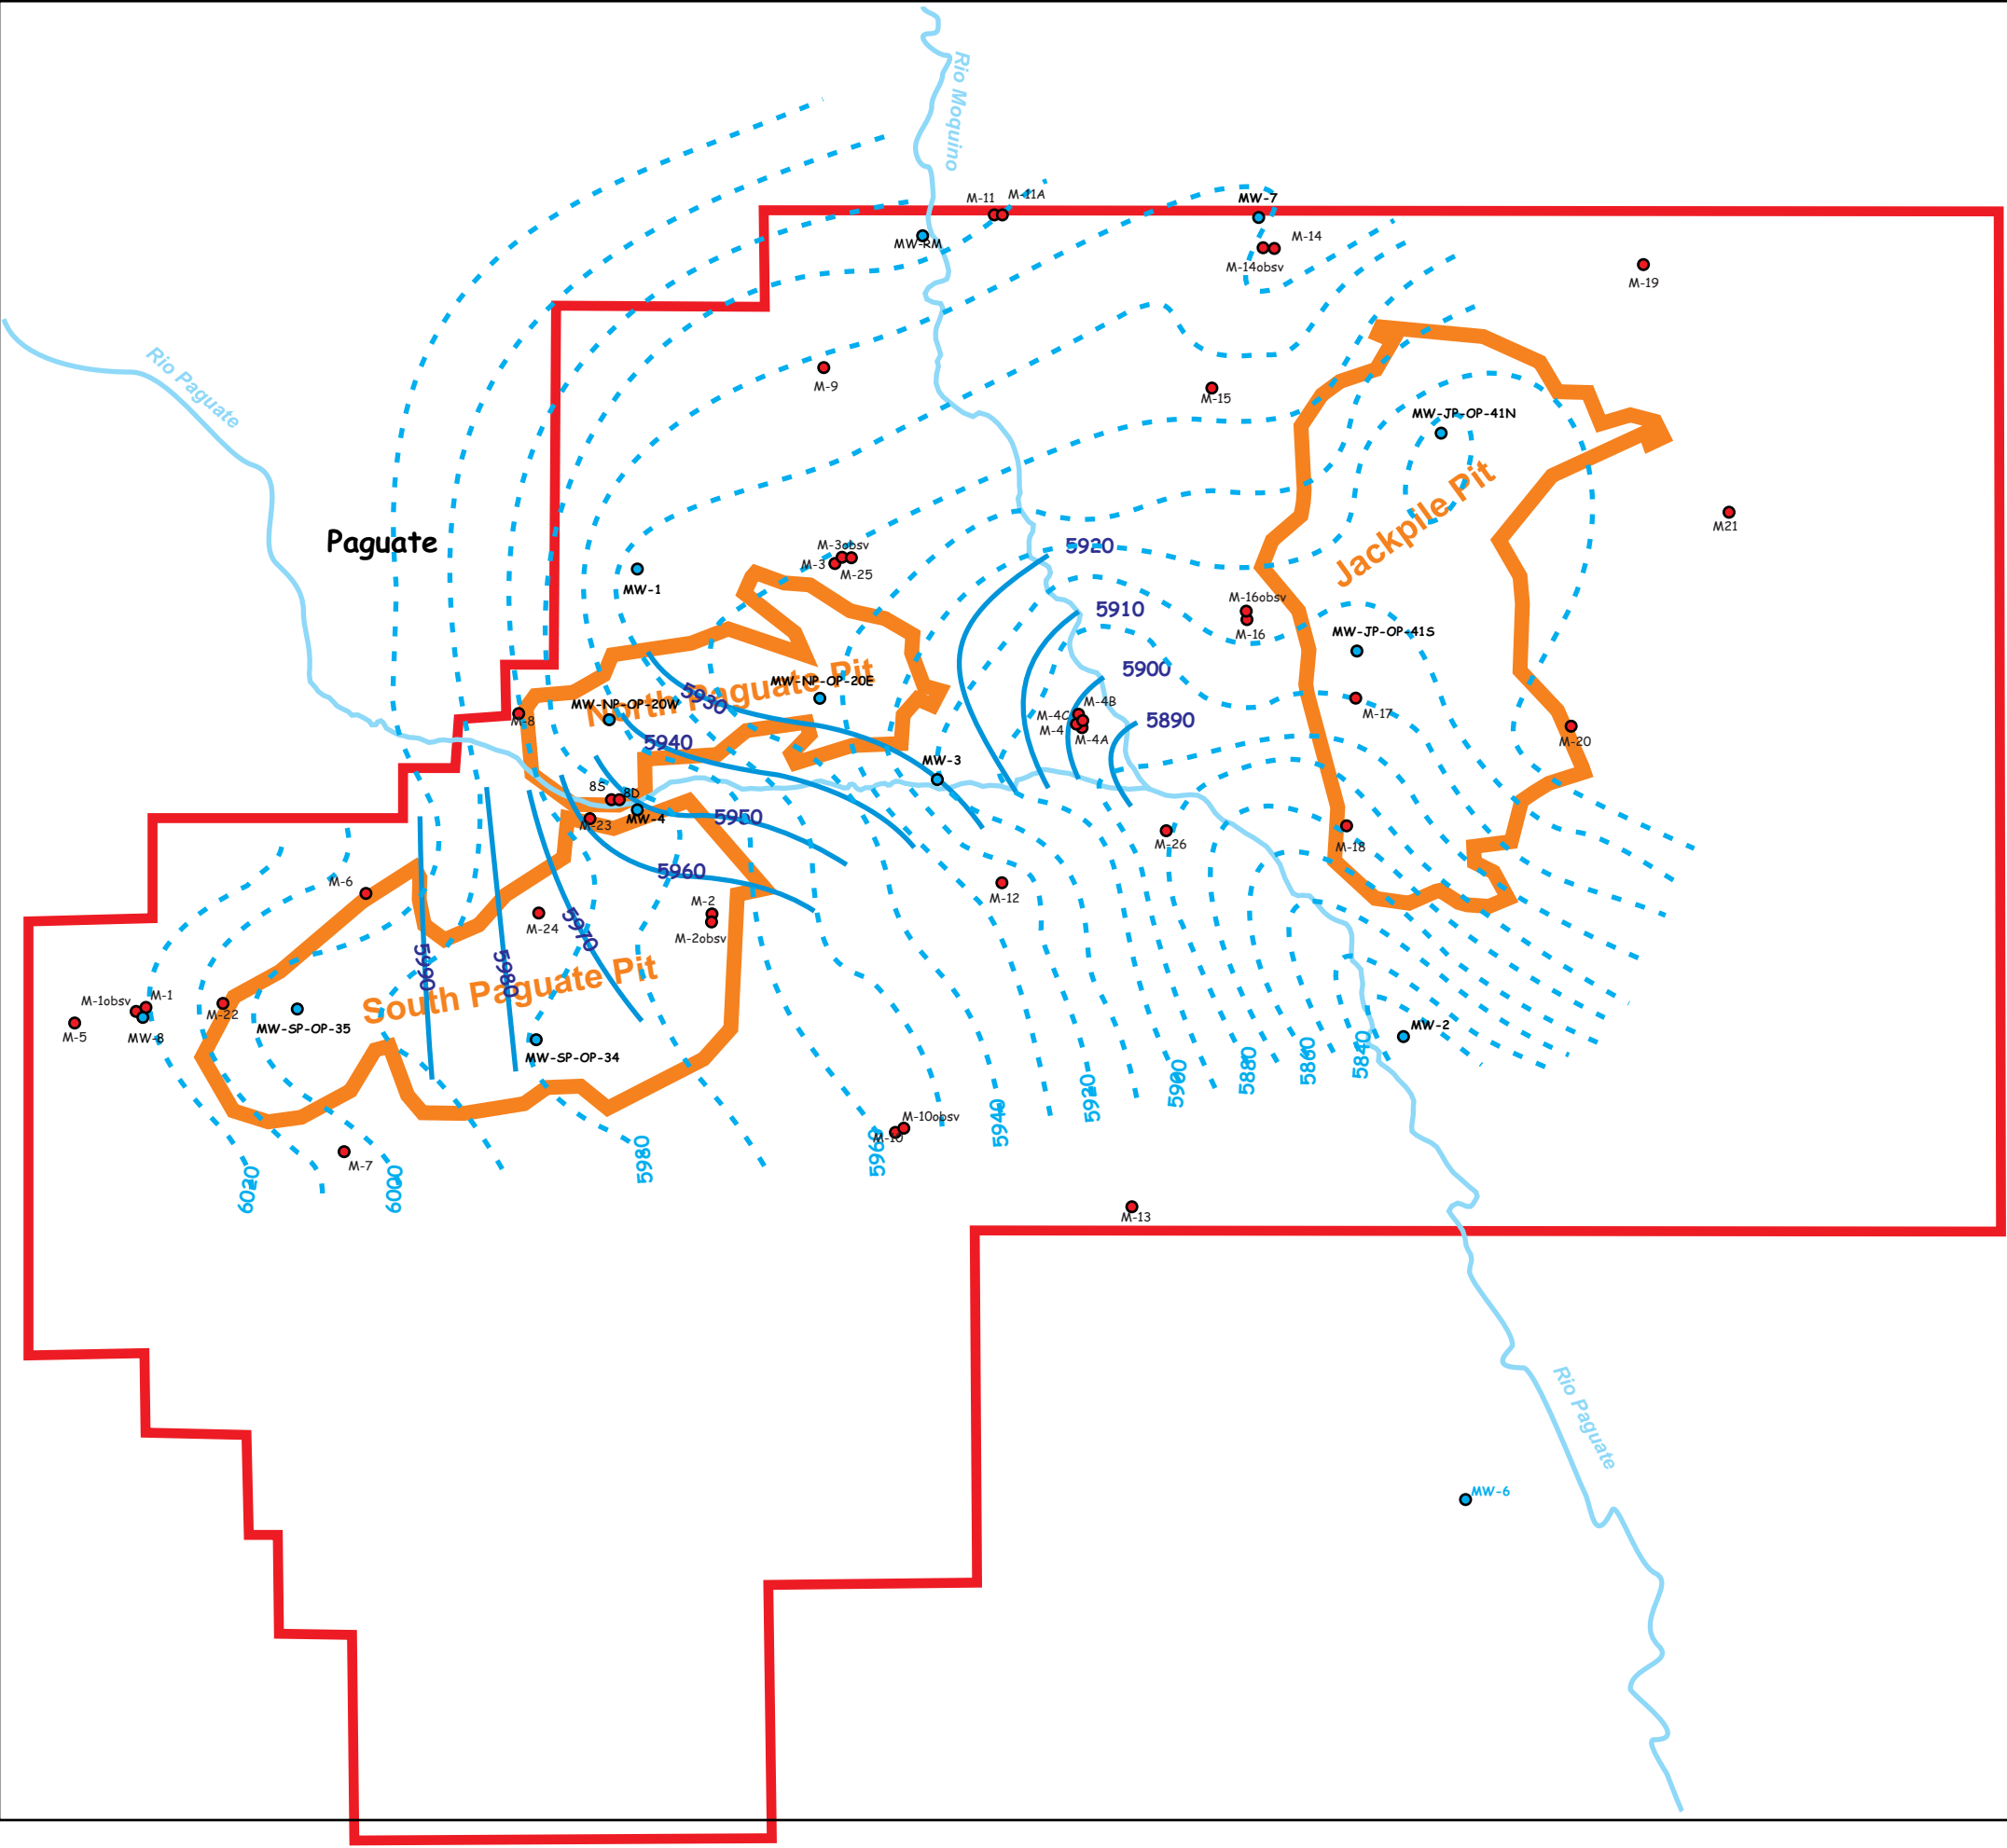 Rio Moquino
M-11
M-11A
MW-7
MW-RM
M-14
M-14obsv
M-19
Rio Paguate
M-9
M-15
MW-JP-OP-41N
Jackpile Pit
M21
Paguate
5920
M-3obsv
M-3
M-25
MW-1
M-16obsv
M-16
5910
MW-JP-OP-41S
5900
North Paguate Pit
MW-NP-OP-20E
5930
MW-NP-OP-20W
M-8
M-4B
M-4C
M-4
M-4A
5890
M-17
M-20
5940
MW-3
8S
8D
M-23
MW-4
5950
M-26
M-18
5960
M-6
M-12
M-2
M-2obsv
M-24
5970
5990
5980
South Paguate Pit
M-1obsv
M-1
M-5
MW-8
M-22
MW-SP-OP-35
MW-SP-OP-34
MW-2
5840
5860
5880
5900
5920
5940
M-10obsv
M-10
5960
5980
6000
6020
M-7
M-13
Rio Paguate
MW-6